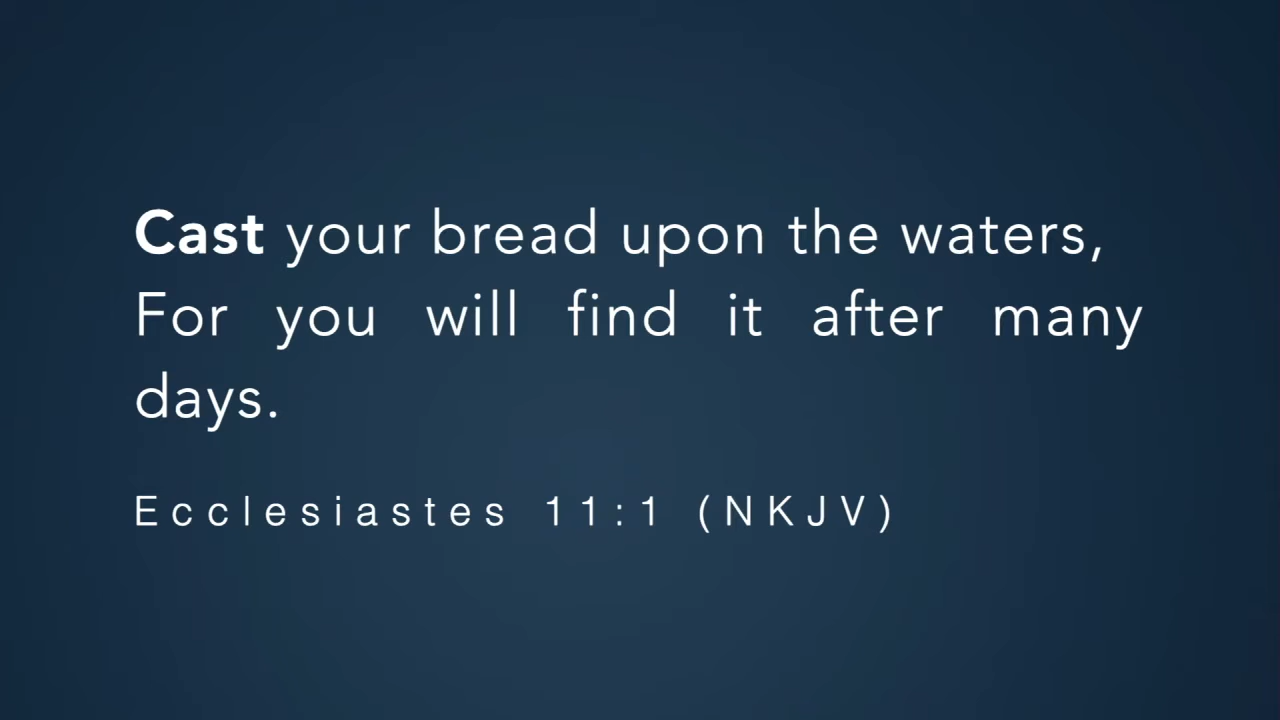 Cast your bread upon the waters,
For you will find it after many
days.
Ecclesiastes 11:1 (NKJV)